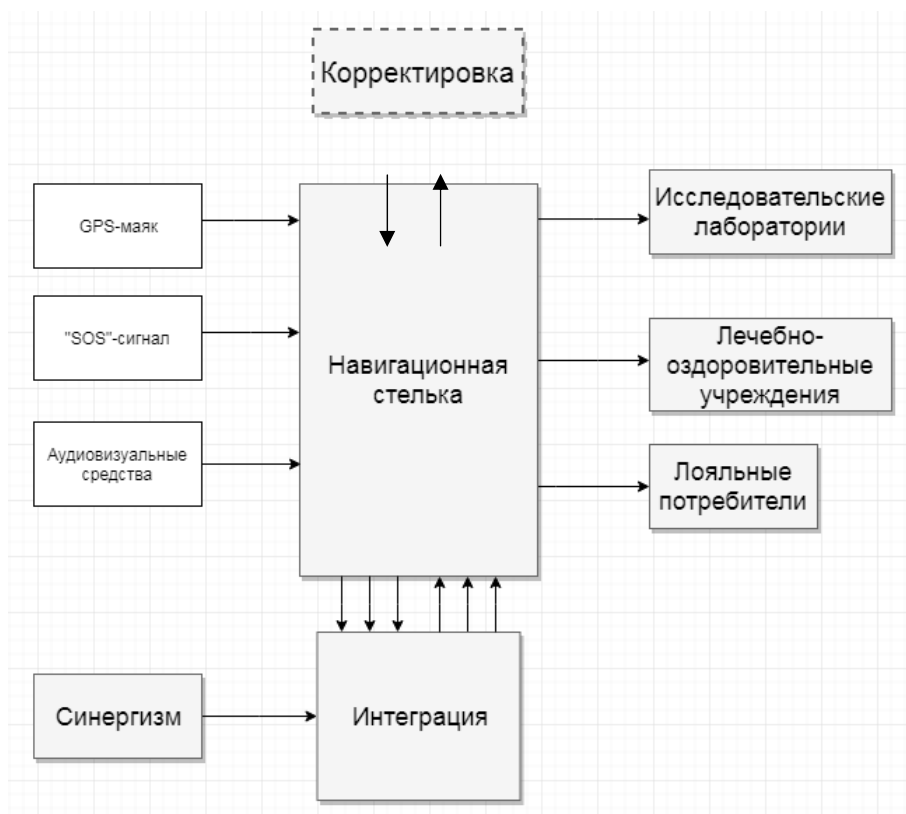 Корректировка
GPS-маяк
"SOS"-сигнал
Аудиовизуальные
средства
Навигационная
стелька
Исследовательские
лаборатории
Лечебно-
оздоровительные
учреждения
Лояльные
потребители
Синергизм
Интеграция